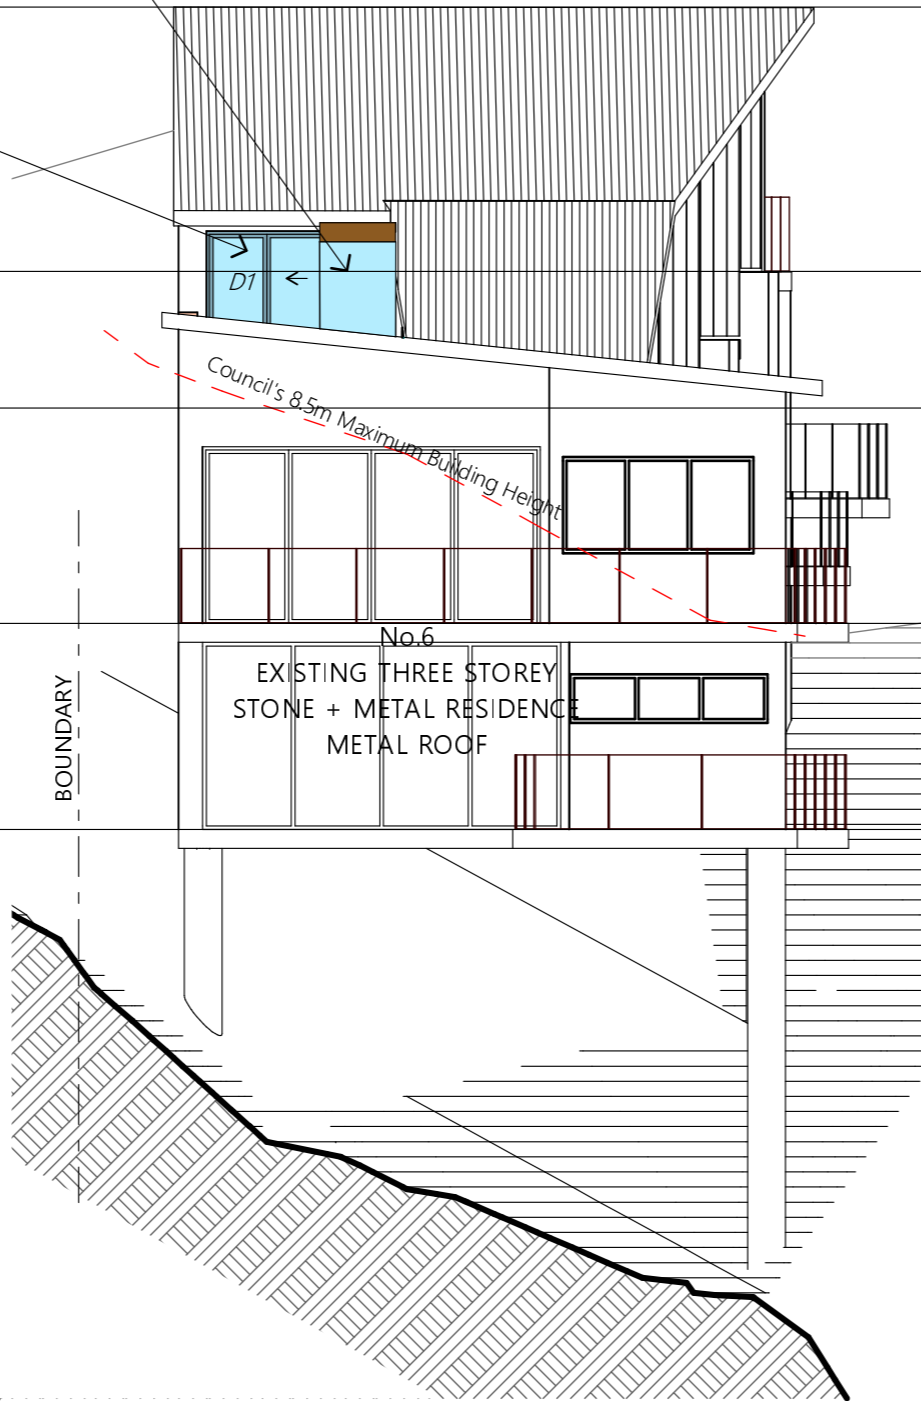 D1
Council's 8.5m Maximum Building Height
No.6
EXISTING THREE STOREY
STONE + METAL RESIDENCE
METAL ROOF
BOUNDARY